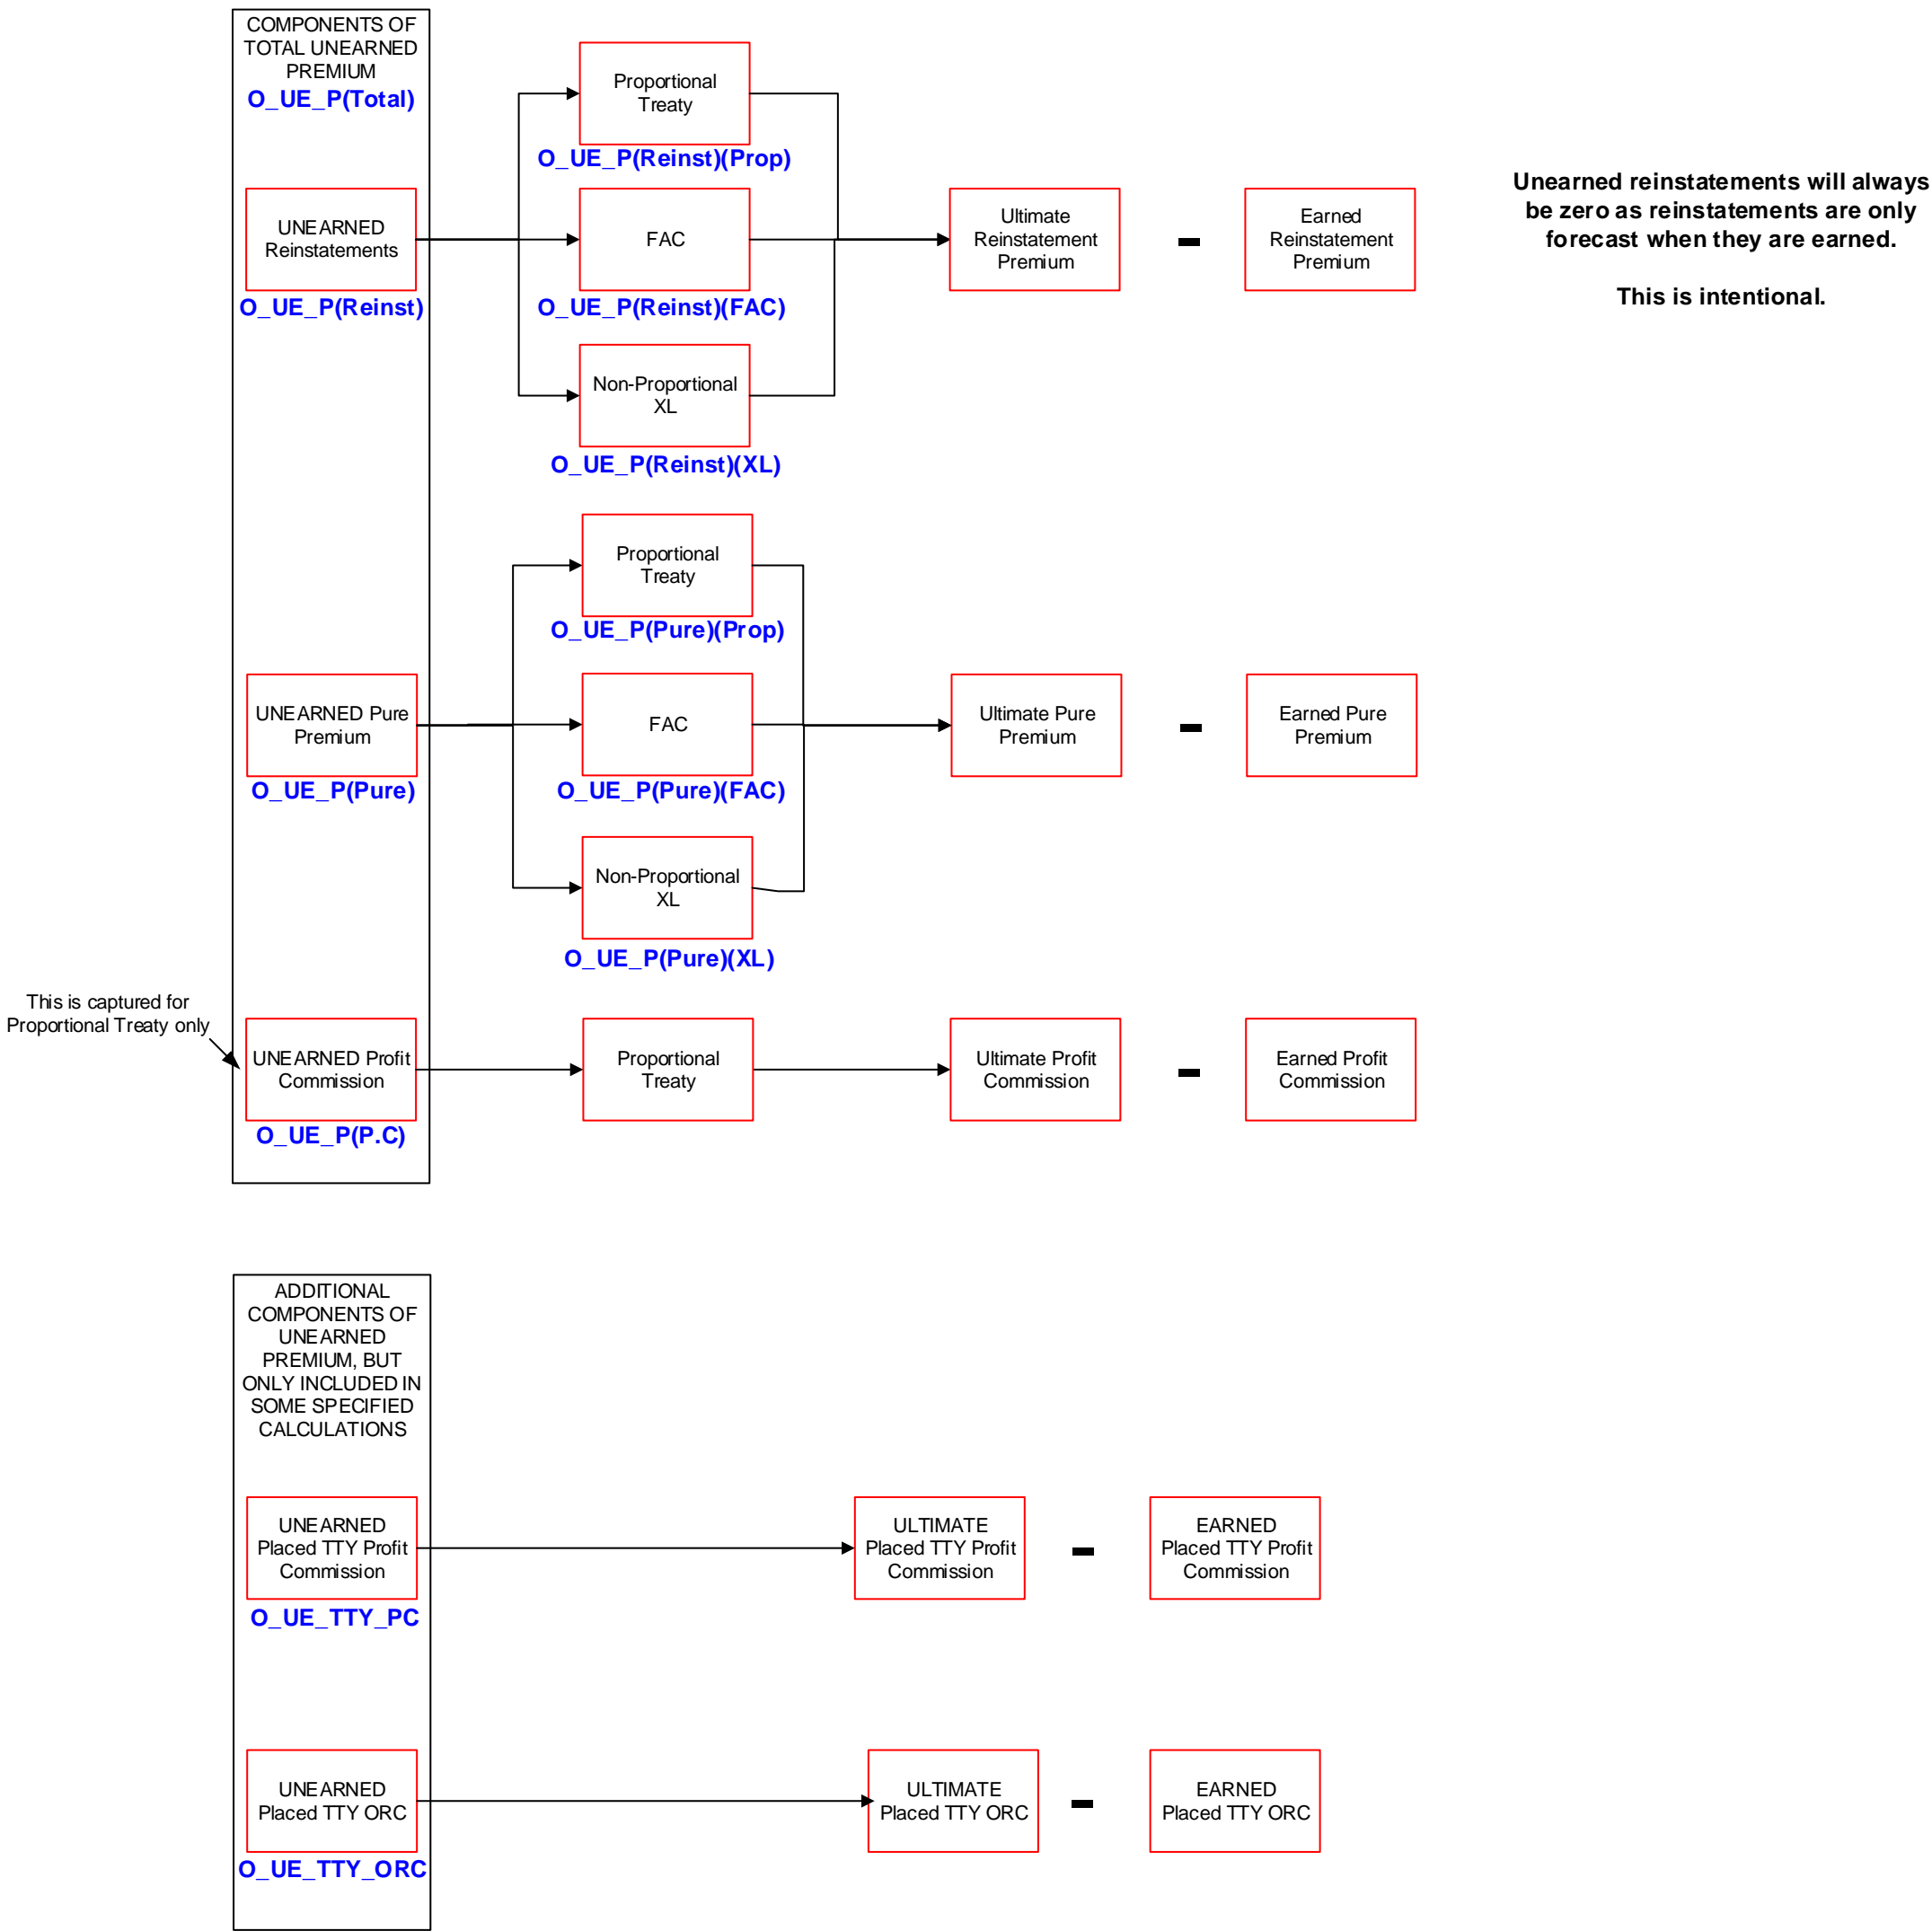 COMPONENTS OF
TOTAL UNEARNED
PREMIUM
O_UE_P(Total)
Proportional
Treaty
O_UE_P(Reinst)(Prop)
UNEARNED
Reinstatements
O_UE_P(Reinst)
FAC
O_UE_P(Reinst)(FAC)
Ultimate
Reinstatement
Premium
-
Earned
Reinstatement
Premium
Unearned reinstatements will always
be zero as reinstatements are only
forecast when they are earned.
This is intentional.
Non-Proportional
XL
O_UE_P(Reinst)(XL)
Proportional
Treaty
O_UE_P(Pure)(Prop)
UNEARNED Pure
Premium
O_UE_P(Pure)
FAC
O_UE_P(Pure)(FAC)
Ultimate Pure
Premium
-
Earned Pure
Premium
Non-Proportional
XL
O_UE_P(Pure)(XL)
This is captured for
Proportional Treaty only
UNEARNED Profit
Commission
O_UE_P(P.C)
Proportional
Treaty
Ultimate Profit
Commission
-
Earned Profit
Commission
ADDITIONAL
COMPONENTS OF
UNEARNED
PREMIUM, BUT
ONLY INCLUDED IN
SOME SPECIFIED
CALCULATIONS
UNEARNED
Placed TTY Profit
Commission
O_UE_TTY_PC
ULTIMATE
Placed TTY Profit
Commission
-
EARNED
Placed TTY Profit
Commission
UNEARNED
Placed TTY ORC
O_UE_TTY_ORC
ULTIMATE
Placed TTY ORC
-
EARNED
Placed TTY ORC